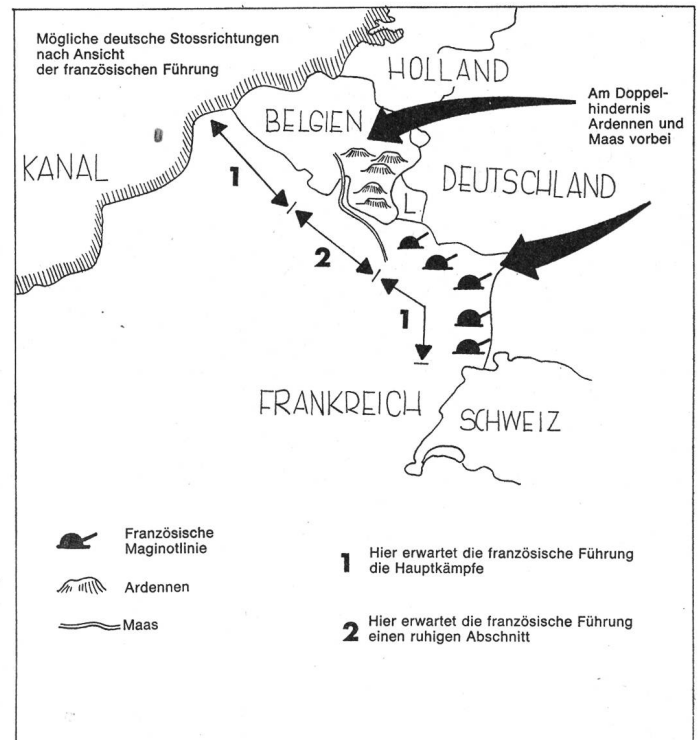 Mögliche deutsche Stossrichtungen
nach Ansicht
der französischen Führung
HOLLAND
Am Doppel-
hindernis
Ardennen und
Maas vorbei
BELGIEN
KANAL
DEUTSCHLAND
L
1
2
1
FRANKREICH
SCHWEIZ
Französische
Maginotlinie
Ardennen
Maas
1 Hier erwartet die französische Führung
die Hauptkämpfe
2 Hier erwartet die französische Führung
einen ruhigen Abschnitt